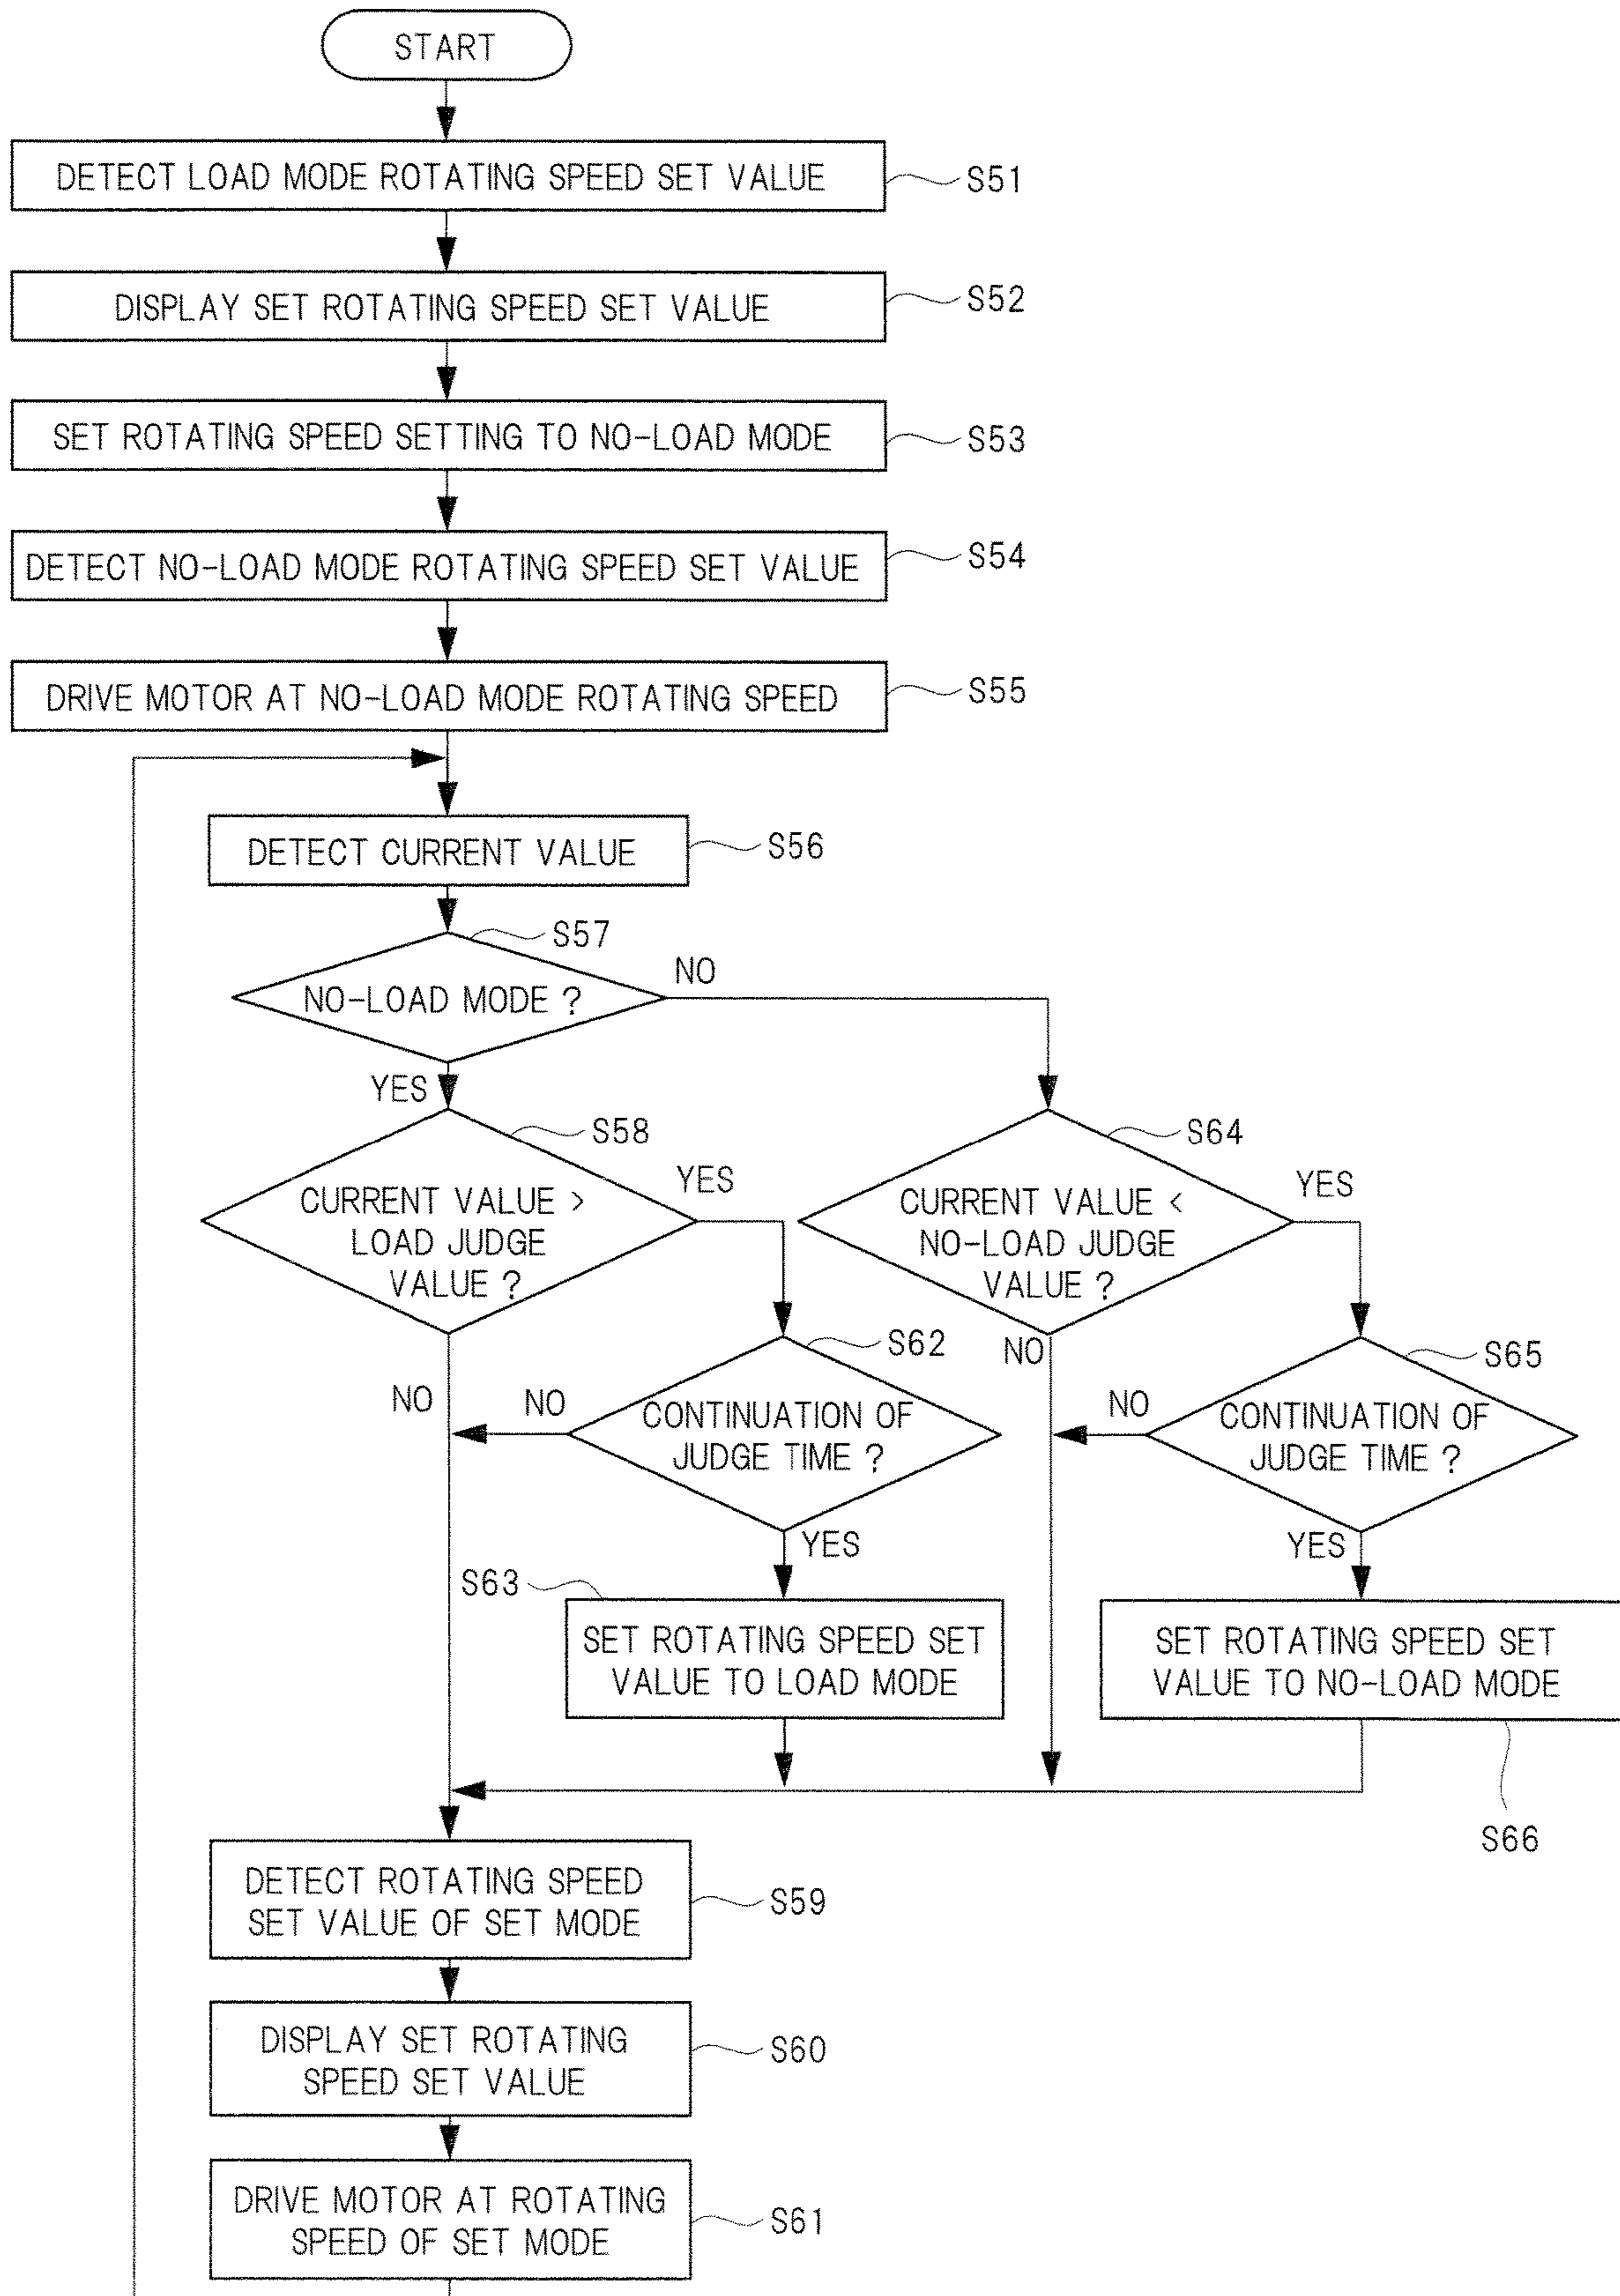 START
DETECT LOAD MODE ROTATING SPEED SET VALUE
S51
DISPLAY SET ROTATING SPEED SET VALUE
S52
SET ROTATING SPEED SETTING TO NO-LOAD MODE
S53
DETECT NO-LOAD MODE ROTATING SPEED SET VALUE
S54
DRIVE MOTOR AT NO-LOAD MODE ROTATING SPEED
S55
DETECT CURRENT VALUE
S56
S57
NO-LOAD MODE ?
NO
YES
S58
CURRENT VALUE >
LOAD JUDGE
VALUE ?
YES
NO
S64
CURRENT VALUE <
NO-LOAD JUDGE
VALUE ?
YES
NO
S62
CONTINUATION OF
JUDGE TIME ?
NO
YES
S65
CONTINUATION OF
JUDGE TIME ?
NO
YES
S63
SET ROTATING SPEED SET
VALUE TO LOAD MODE
SET ROTATING SPEED SET
VALUE TO NO-LOAD MODE
S66
DETECT ROTATING SPEED
SET VALUE OF SET MODE
S59
DISPLAY SET ROTATING
SPEED SET VALUE
S60
DRIVE MOTOR AT ROTATING
SPEED OF SET MODE
S61